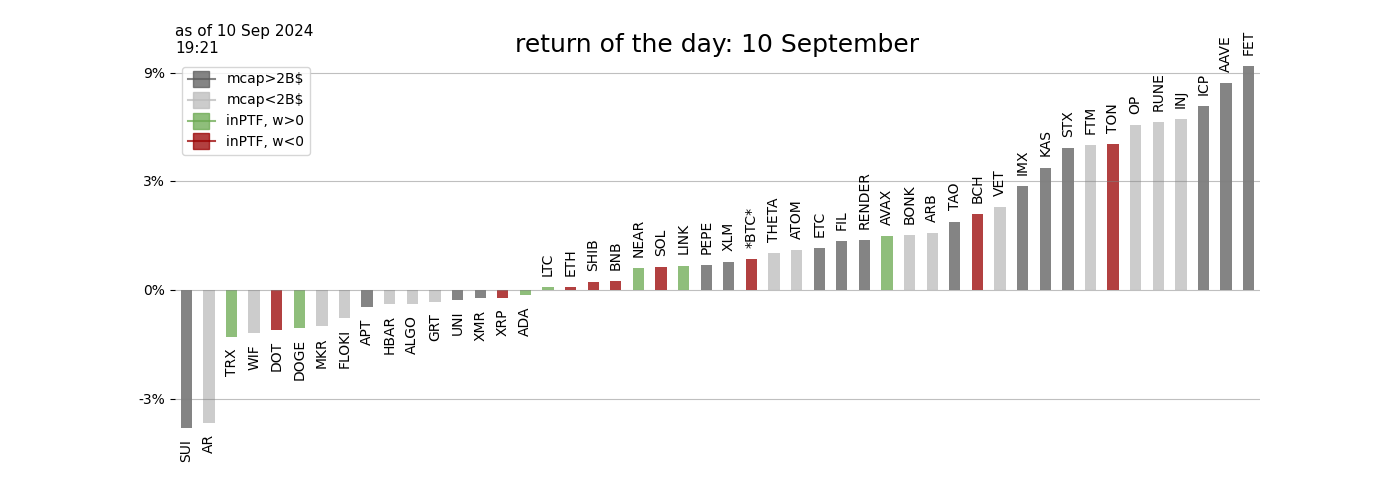 as of 10 Sep 2024
19:21
return of the day: 10 September
mcap>2B$
mcap<2B$
inPTF, w>0
inPTF, w<0
9%
3%
0%
-3%
SUI
AR
TRX
WIF
DOT
DOGE
MKR
FLOKI
APT
HBAR
ALGO
GRT
UNI
XMR
XRP
ADA
LTC
ETH
SHIB
BNB
NEAR
SOL
LINK
PEPE
XLM
*BTC*
THETA
ATOM
ETC
FIL
RENDER
AVAX
BONK
ARB
TAO
BCH
VET
IMX
KAS
STX
FTM
TON
OP
RUNE
INJ
ICP
AAVE
FET